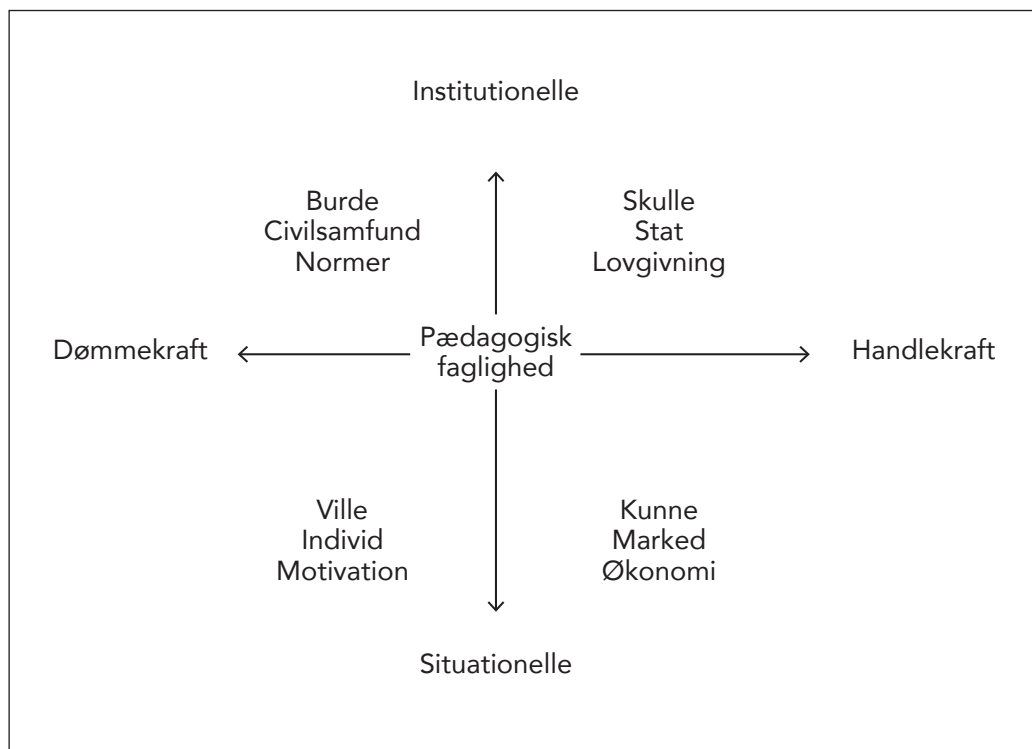 Institutionelle
Burde
Civilsamfund
Normer
Skulle
Stat
Lovgivning
Dømmekraft
Pædagogisk
faglighed
Handlekraft
Ville
Individ
Motivation
Kunne
Marked
Økonomi
Situationelle